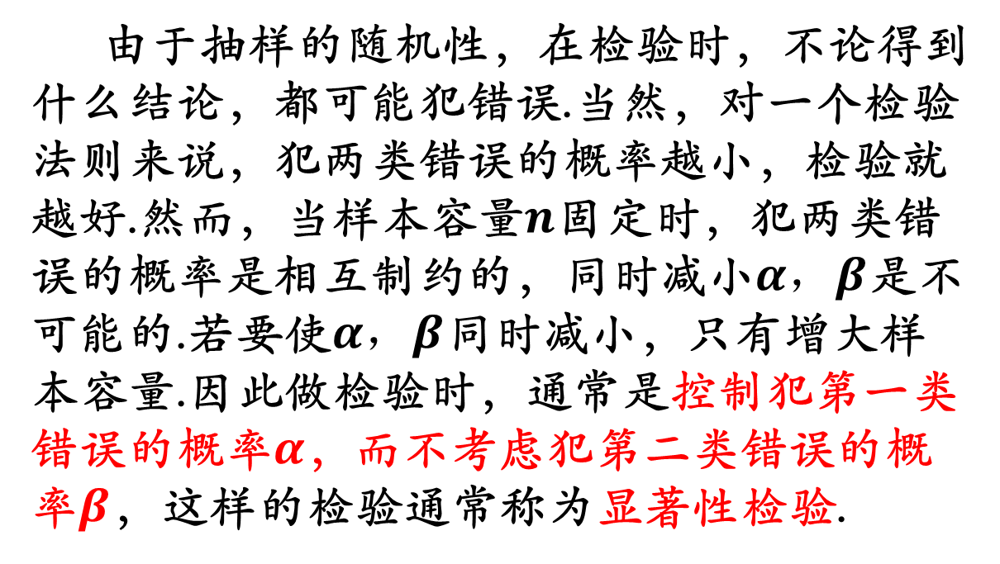 由于抽样的随机性，在检验时，不论得到
什么结论，都可能犯错误.当然，对一个检验
法则来说，犯两类错误的概率越小，检验就
越好.然而，当样本容量n固定时，犯两类错
误的概率是相互制约的，同时减小α，β是不
可能的.若要使α，β同时减小，只有增大样
本容量.因此做检验时，通常是控制犯第一类
错误的概率α，而不考虑犯第二类错误的概
率β，这样的检验通常称为显著性检验.